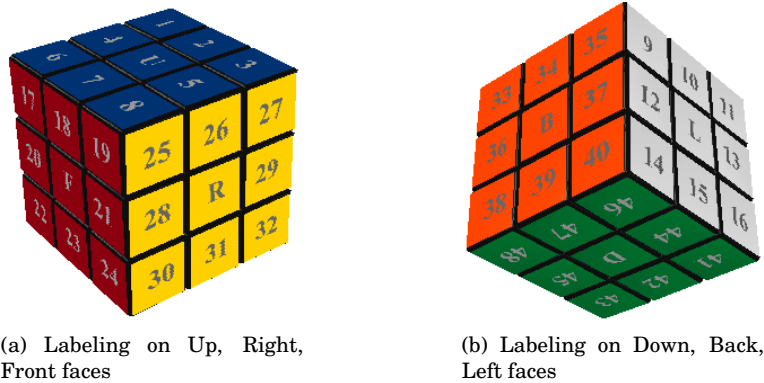 1 2 3
4 U 5
6 7 8
17 18 19
20 F 21
22 23 24
25 26 27
28 R 29
30 31 32
(a) Labeling on Up, Right,
Front faces
33 34 35
36 B 37
38 39 40
9 10 11
12 L 13
14 15 16
48 47 46
45 D 44
43 42 41
(b) Labeling on Down, Back,
Left faces